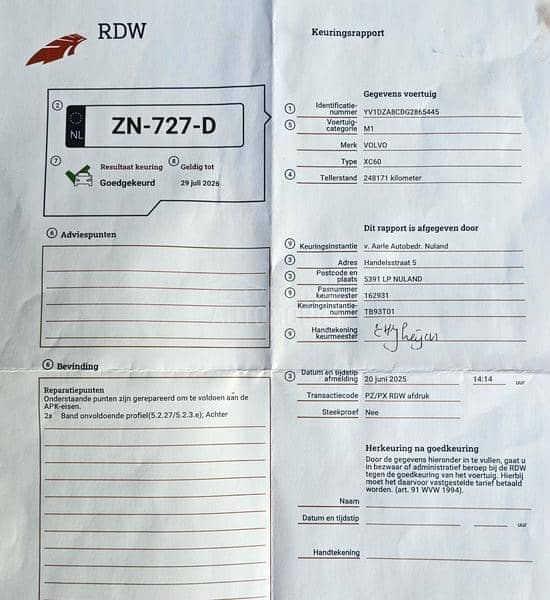 RDW
Keuringsrapport
2
NL
ZN-727-D
7
Resultaat keuring
8
Geldig tot
Goedgekeurd
29 juli 2026
Gegevens voertuig
1
Identificatie-
nummer YV1DZA8CDG2865445
5
Voertuig-
categorie M1
Merk VOLVO
Type XC60
4
Tellerstand 248171 kilometer
6 Adviespunten
Dit rapport is afgegeven door
9 Keuringsinstantie v. Aarle Autobedr. Nuland
3 Adres Handelsstraat 5
3
Postcode en
plaats 5391 LP NULAND
9
Pasnummer
keurmeester 162931
Keuringsinstantie-
nummer TB93T01
9
Handtekening
keurmeester
6 Bevinding
Reparatiepunten
Onderstaande punten zijn gerepareerd om te voldoen aan de
APK-eisen.
2x Band onvoldoende profiel(5.2.27/5.2.3.e); Achter
3
Datum en tijdstip
afmelding 20 juni 2025 14:14 uur
Transactiecode PZ/PX RDW afdruk
Steekproef Nee
Herkeuring na goedkeuring
Door de gegevens hieronder in te vullen, gaat u
in bezwaar of administratief beroep bij de RDW
tegen de goedkeuring van het voertuig. Hierbij
moet het daarvoor vastgestelde tarief betaald
worden. (art. 91 WVW 1994).
Naam
Datum en tijdstip uur
Handtekening